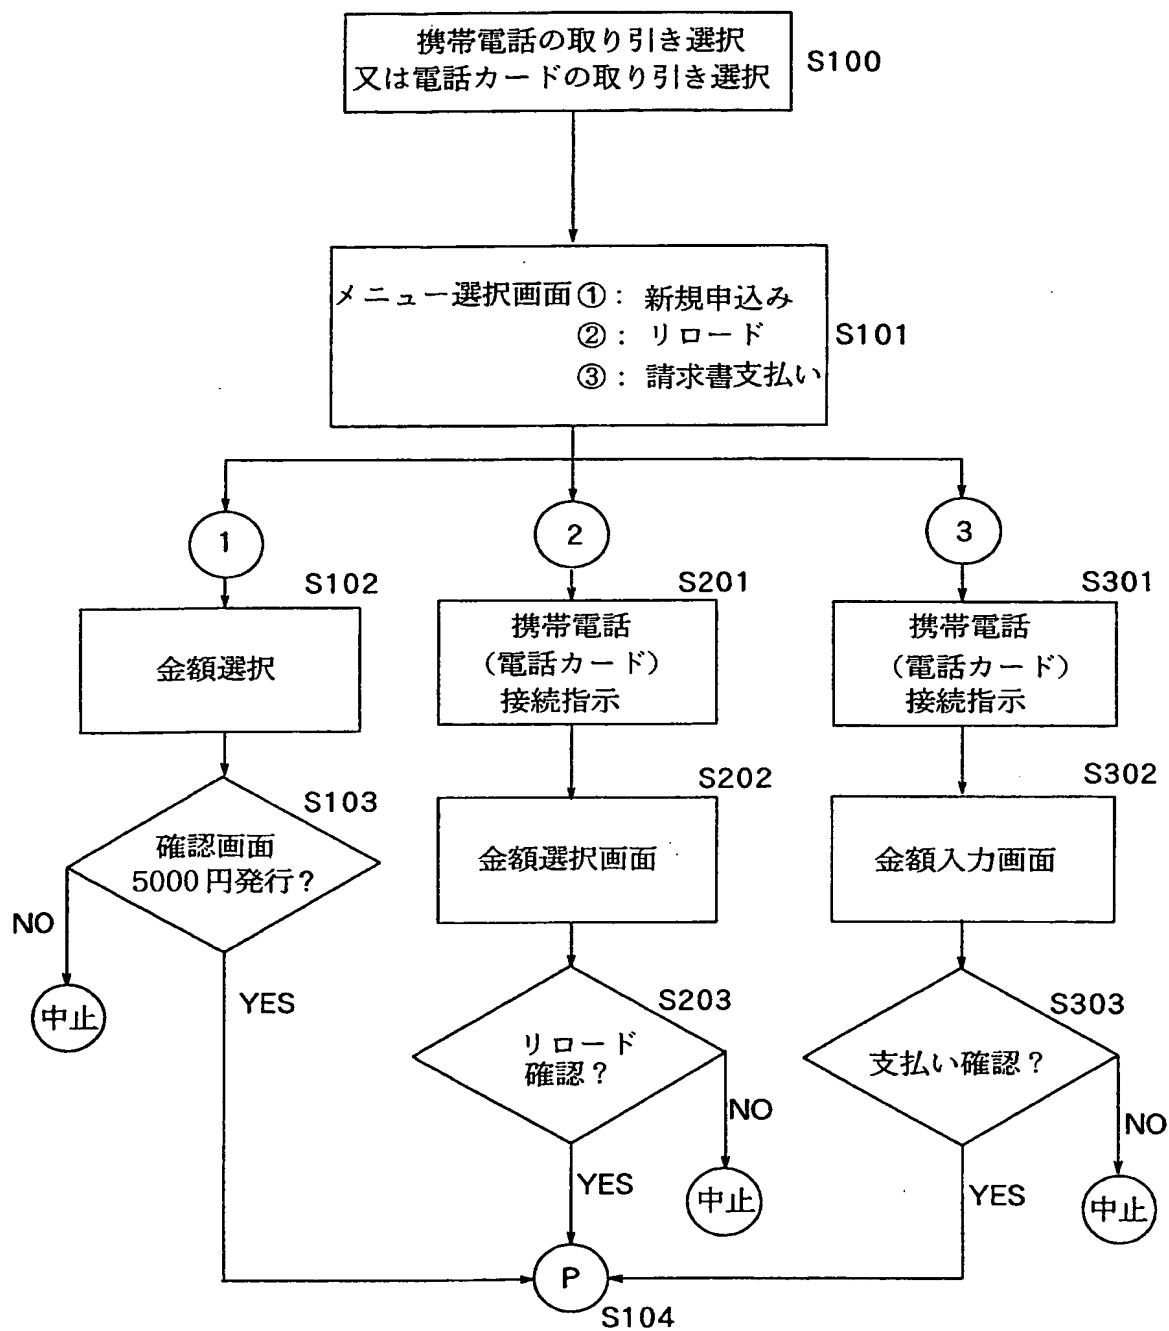 携帯電話の取り引き選択
又は電話カードの取り引き選択
S100
メニュー選択画面①： 新規申込み
②： リロード
③： 請求書支払い
S101
1
2
3
S102
金額選択
S103
確認画面
5000円発行？
NO
中止
YES
S201
携帯電話
（電話カード）
接続指示
S202
金額選択画面
S203
リロード
確認？
NO
中止
YES
S301
携帯電話
（電話カード）
接続指示
S302
金額入力画面
S303
支払い確認？
NO
中止
YES
P
S104